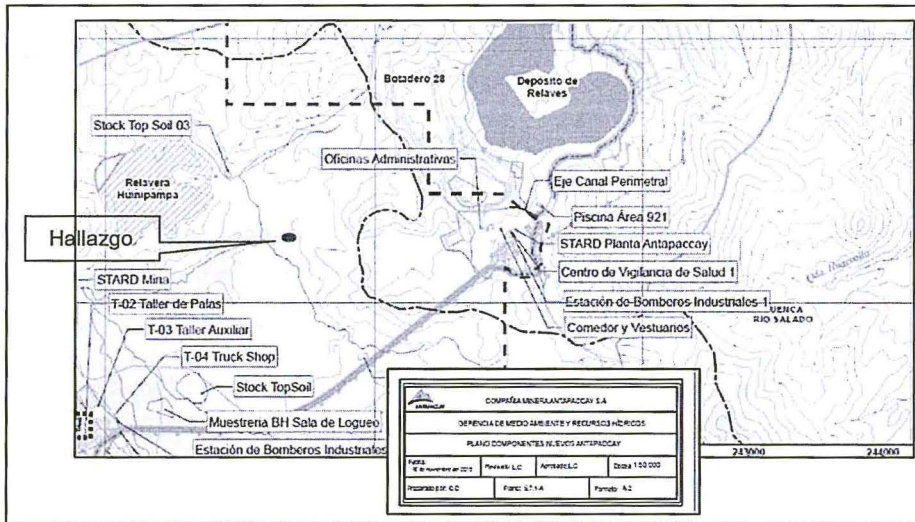 Botadero 28
Depósito de
Relaves
Stock Top Soil 03
Oficinas Administrativas
Relavera
Huinipampa
Eje Canal Perimetral
Piscina Área 921
Hallazgo
STARD Planta Antapaccay
STARD Mina
Centro de Vigilancia de Salud 1
T-02 Taller de Palas
Estación de Bomberos Industriales 1
UENCA
RIO SALADO
T-03 Taller Auxiliar
Comedor y Vestuarios
T-04 Truck Shop
Stock TopSoil
Muestreria BH Sala de Logueo
Estación de Bomberos Industriales
COMPAÑIA MINERA ANTAPACCAY S.A
GERENCIA DE MEDIO AMBIENTE Y RECURSOS HÍDRICOS
PLANO COMPONENTES NUEVOS ANTAPACCAY
243000
244000